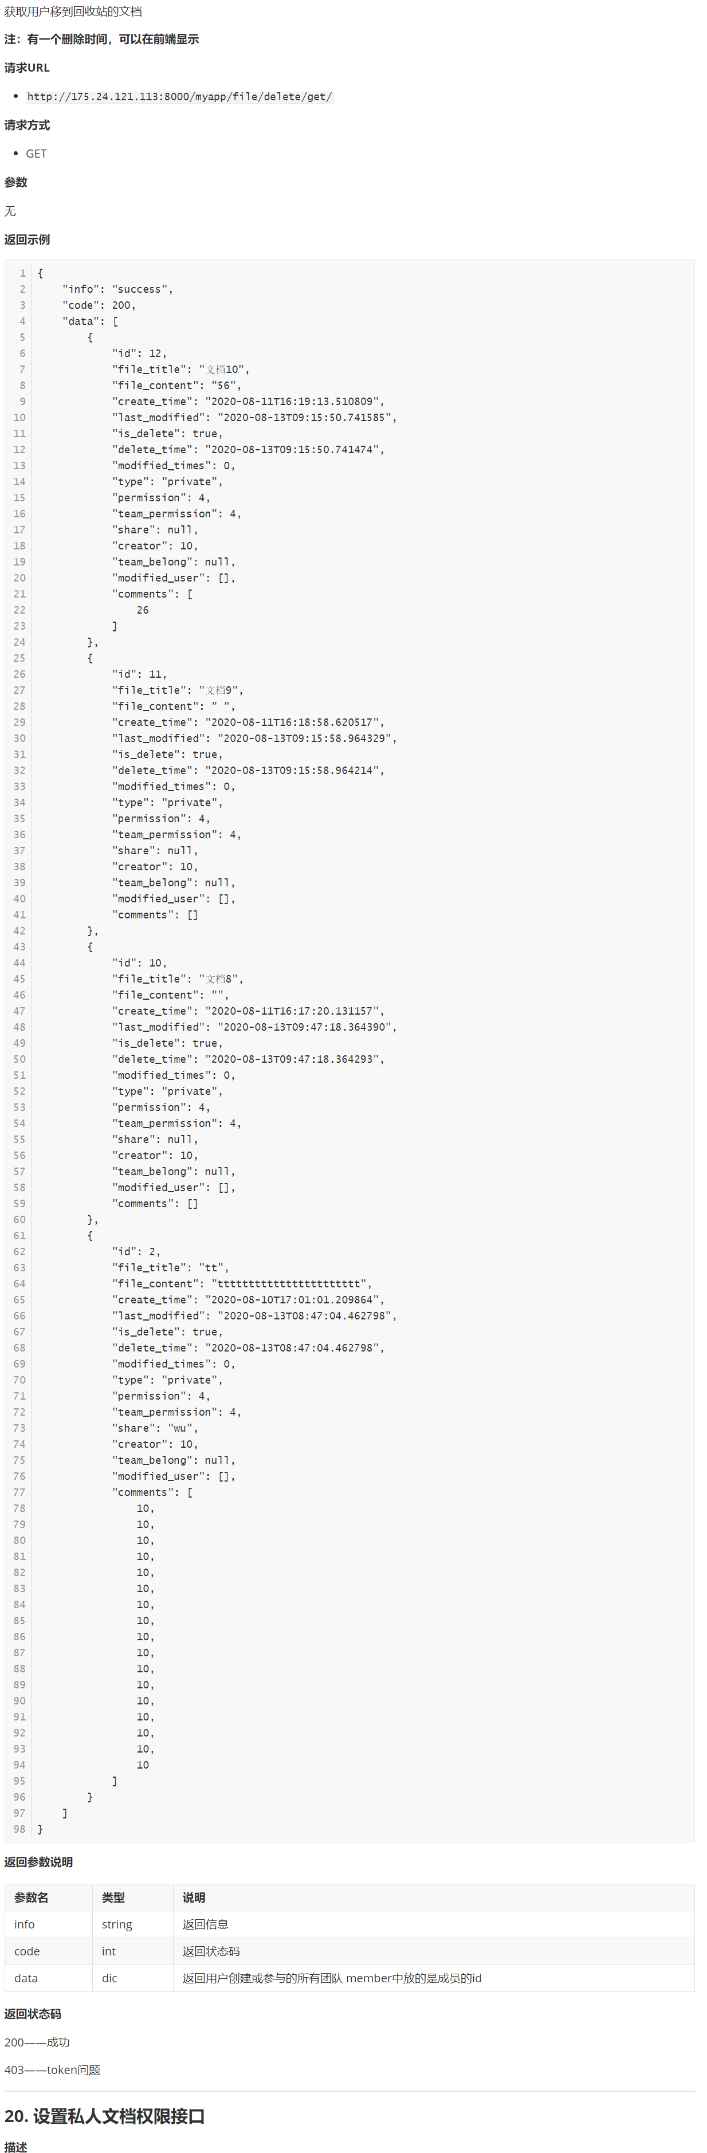 获取用户移到回收站的文档
注：有一个删除时间，可以在前端显示
请求URL
• http://175.24.121.113:8000/myapp/file/delete/get/
请求方式
• GET
参数
无
返回示例
1 {
2 "info": "success",
3 "code": 200,
4 "data": [
5 {
6 "id": 12,
7 "file_title": "文档10",
8 "file_content": "56",
9 "create_time": "2020-08-11T16:19:13.510809",
10 "last_modified": "2020-08-13T09:15:50.741585",
11 "is_delete": true,
12 "delete_time": "2020-08-13T09:15:50.741474",
13 "modified_times": 0,
14 "type": "private",
15 "permission": 4,
16 "team_permission": 4,
17 "share": null,
18 "creator": 10,
19 "team_belong": null,
20 "modified_user": [],
21 "comments": [
22 26
23 ]
24 },
25 {
26 "id": 11,
27 "file_title": "文档9",
28 "file_content": " ",
29 "create_time": "2020-08-11T16:18:58.620517",
30 "last_modified": "2020-08-13T09:15:58.964329",
31 "is_delete": true,
32 "delete_time": "2020-08-13T09:15:58.964214",
33 "modified_times": 0,
34 "type": "private",
35 "permission": 4,
36 "team_permission": 4,
37 "share": null,
38 "creator": 10,
39 "team_belong": null,
40 "modified_user": [],
41 "comments": []
42 },
43 {
44 "id": 10,
45 "file_title": "文档8",
46 "file_content": "",
47 "create_time": "2020-08-11T16:17:20.131157",
48 "last_modified": "2020-08-13T09:47:18.364390",
49 "is_delete": true,
50 "delete_time": "2020-08-13T09:47:18.364293",
51 "modified_times": 0,
52 "type": "private",
53 "permission": 4,
54 "team_permission": 4,
55 "share": null,
56 "creator": 10,
57 "team_belong": null,
58 "modified_user": [],
59 "comments": []
60 },
61 {
62 "id": 2,
63 "file_title": "tt",
64 "file_content": "ttttttttttttttttttttttt",
65 "create_time": "2020-08-10T17:01:01.209864",
66 "last_modified": "2020-08-13T08:47:04.462798",
67 "is_delete": true,
68 "delete_time": "2020-08-13T08:47:04.462798",
69 "modified_times": 0,
70 "type": "private",
71 "permission": 4,
72 "team_permission": 4,
73 "share": "wu",
74 "creator": 10,
75 "team_belong": null,
76 "modified_user": [],
77 "comments": [
78 10,
79 10,
80 10,
81 10,
82 10,
83 10,
84 10,
85 10,
86 10,
87 10,
88 10,
89 10,
90 10,
91 10,
92 10,
93 10,
94 10
95 ]
96 }
97 ]
98 }
返回参数说明
参数名 类型 说明
info string 返回信息
code int 返回状态码
data dic 返回用户创建或参与的所有团队 member中放的是成员的id
返回状态码
200——成功
403——token问题
20. 设置私人文档权限接口
描述